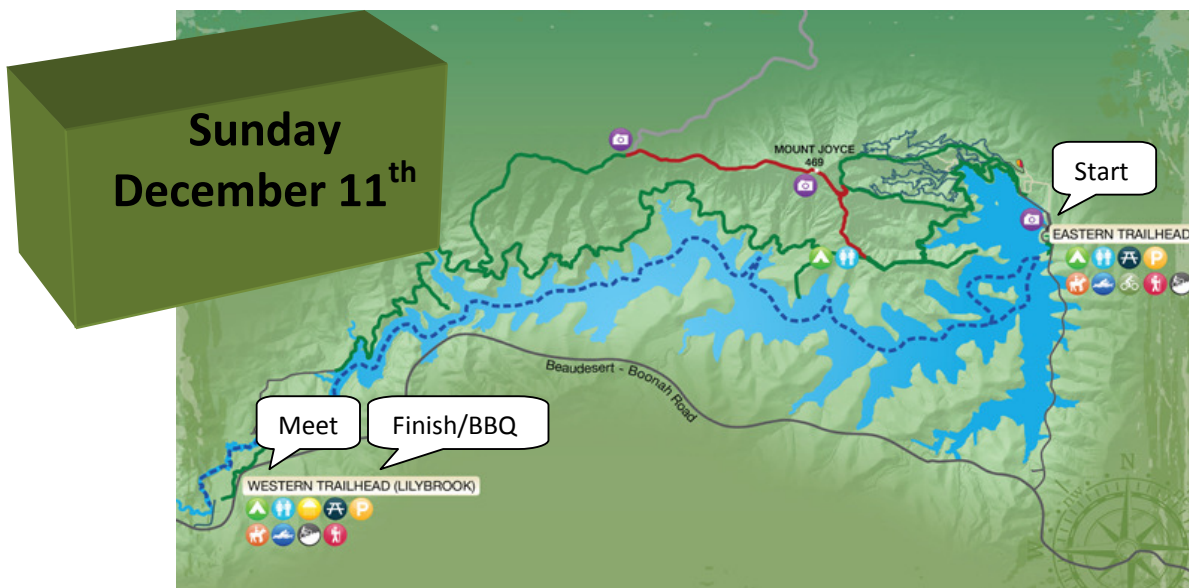 Sunday
December 11th
MOUNT JOYCE
469
Start
EASTERN TRAILHEAD
P
Beaudesert - Boonah Road
Meet
Finish/BBQ
WESTERN TRAILHEAD (LILYBROOK)
P
N
W